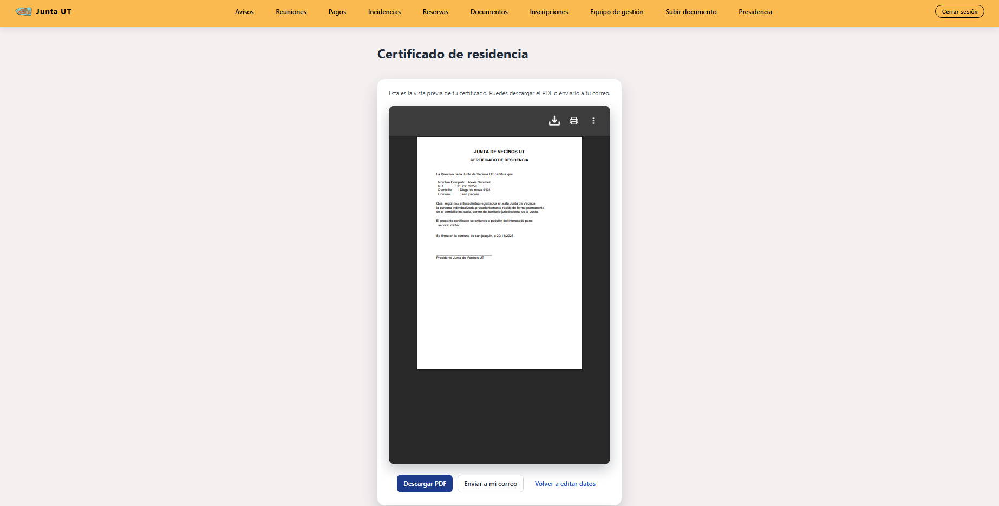 Junta UT
Avisos Reuniones Pagos Incidencias Reservas Documentos Inscripciones Equipo de gestión Subir documento Presidencia
Cerrar sesión
Certificado de residencia
Esta es la vista previa de tu certificado. Puedes descargar el PDF o enviarlo a tu correo.
JUNTA DE VECINOS UT
CERTIFICADO DE RESIDENCIA
La Directiva de la Junta de Vecinos UT certifica que:
Nombre Completo : Alexis Sanchez
Rut : 21.236.262-K
Domicilio : Diego de meza 5431
Comuna : san joaquin
Que, según los antecedentes registrados en esta Junta de Vecinos,
la persona individualizada precedentemente reside de forma permanente
en el domicilio indicado, dentro del territorio jurisdiccional de la Junta.
El presente certificado se extiende a petición del interesado para:
servicio militar.
Se firma en la comuna de san joaquin, a 20/11/2025.
Presidente Junta de Vecinos UT
Descargar PDF Enviar a mi correo Volver a editar datos